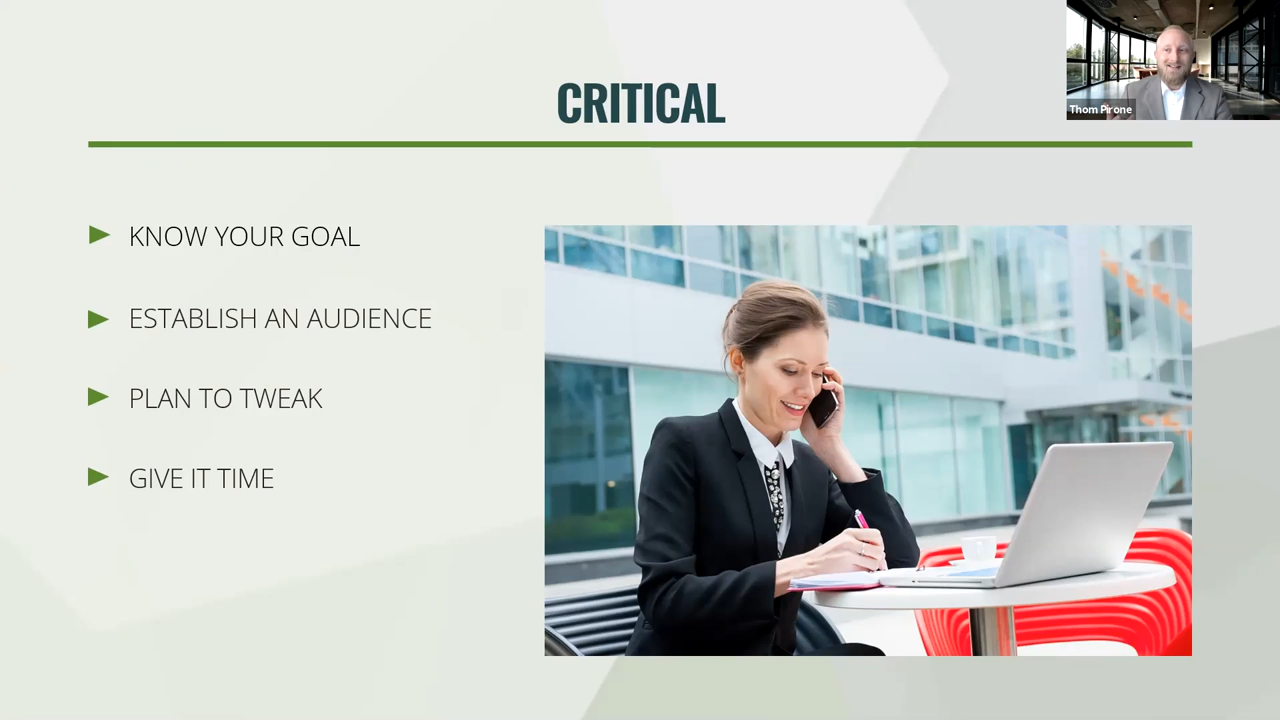 CRITICAL
Thom Pirone
KNOW YOUR GOAL
ESTABLISH AN AUDIENCE
PLAN TO TWEAK
GIVE IT TIME